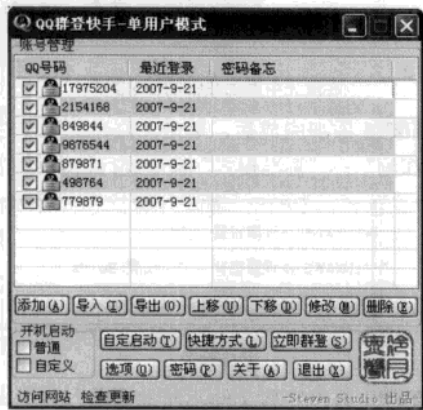 QQ群登快手-单用户模式
账号管理
QQ号码 最近登录 密码备忘
17975204 2007-9-21
2154168 2007-9-21
849844 2007-9-21
9876544 2007-9-21
879871 2007-9-21
498764 2007-9-21
779879 2007-9-21
添加(A) 导入(I) 导出(O) 上移(U) 下移(D) 修改(M) 删除(E)
开机启动
普通 自定启动(T) 快捷方式(L) 立即群登(S)
自定义 选项(Q) 密码(P) 关于(A) 退出(X)
访问网站 检查更新 -Steven Studio 出品-